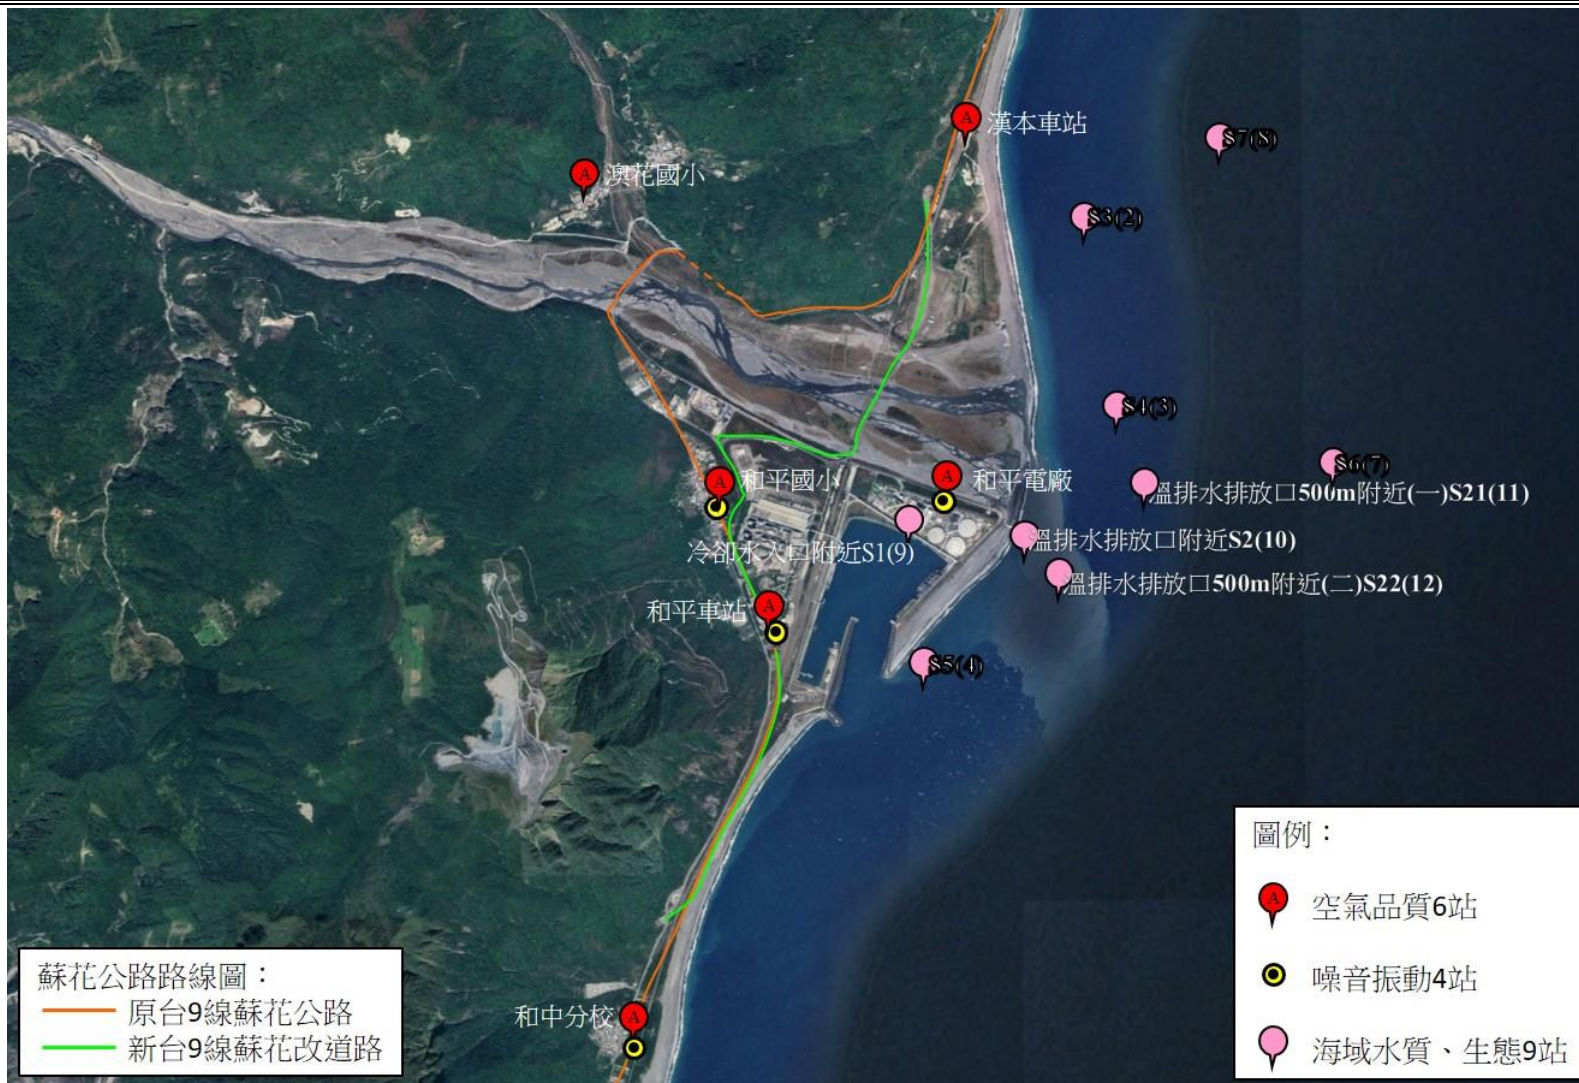 漢本車站
S7(8)
澳花國小
S3(2)
S4(3)
S6(7)
和平國小
和平電廠
溫排水排放口500m附近(一)S21(11)
冷卻水入口附近S1(9)
溫排水排放口附近S2(10)
溫排水排放口500m附近(二)S22(12)
和平車站
S5(4)
和中分校
蘇花公路路線圖：
原台9線蘇花公路
新台9線蘇花改道路
圖例：
A 空氣品質6站
噪音振動4站
海域水質、生態9站
A
A
A
A
A
A